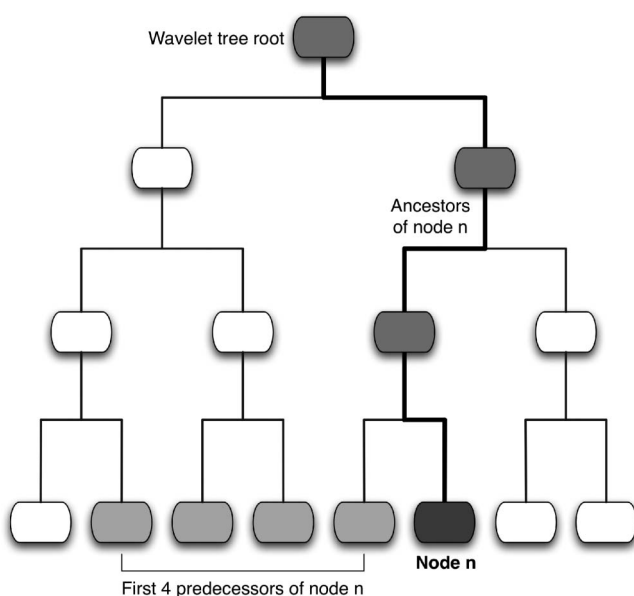 Wavelet tree root
Ancestors
of node n
Node n
First 4 predecessors of node n